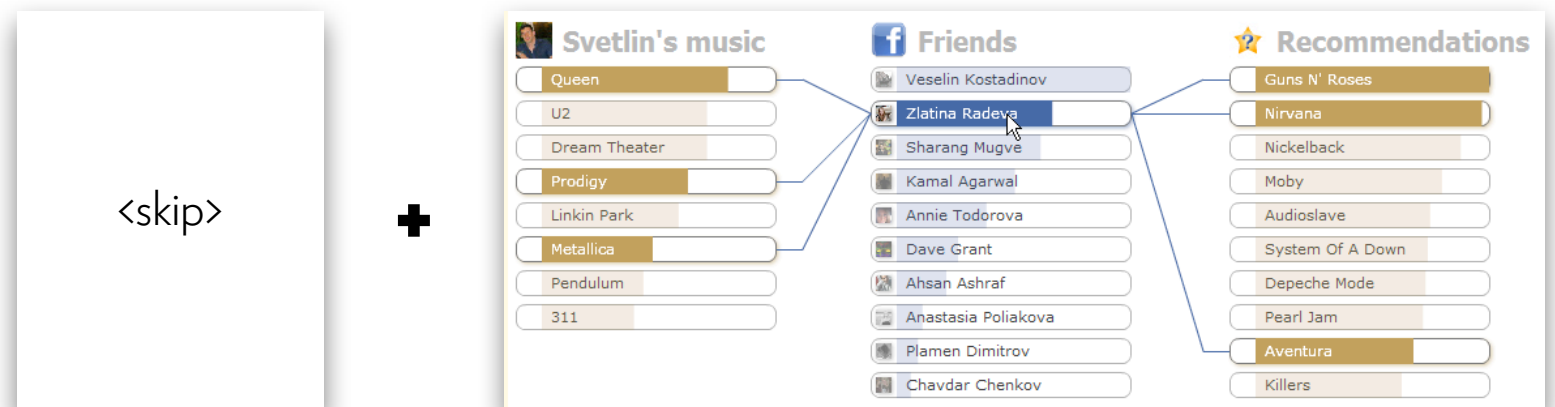 <skip>
Svetlin's music
Queen
U2
Dream Theater
Prodigy
Linkin Park
Metallica
Pendulum
311
Friends
Veselin Kostadinov
Zlatina Radeva
Sharang Mugve
Kamal Agarwal
Annie Todorova
Dave Grant
Ahsan Ashraf
Anastasia Poliakova
Plamen Dimitrov
Chavdar Chenkov
Recommendations
Guns N' Roses
Nirvana
Nickelback
Moby
Audioslave
System Of A Down
Depeche Mode
Pearl Jam
Aventura
Killers